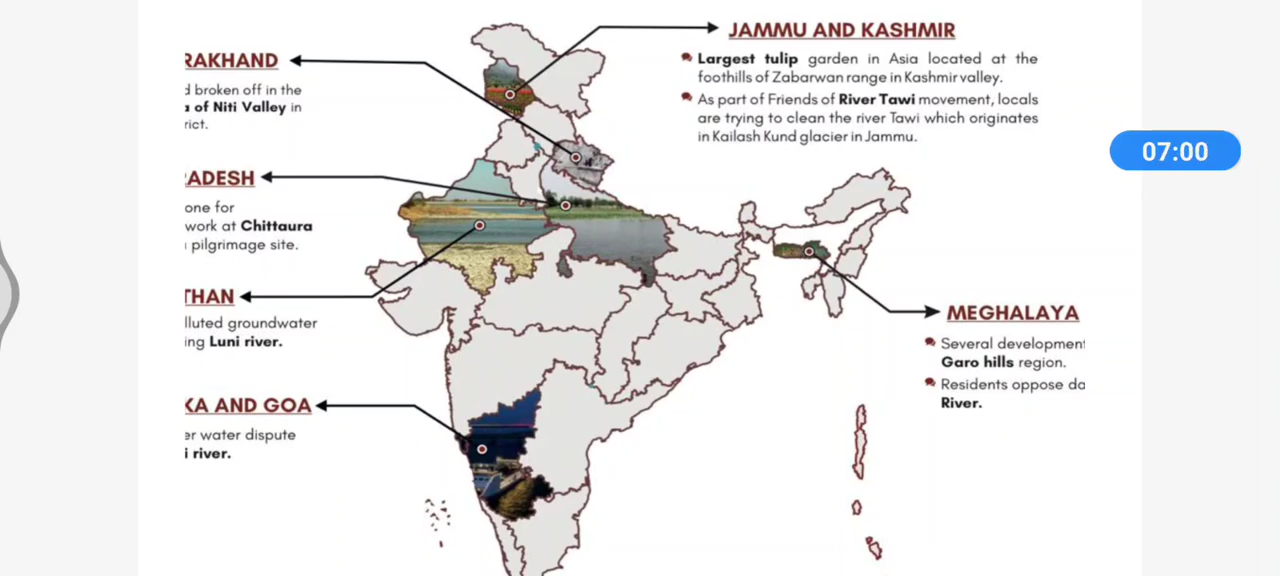 JAMMU AND KASHMIR
Largest tulip garden in Asia located at the
foothills of Zabarwan range in Kashmir valley.
As part of Friends of River Tawi movement, locals
are trying to clean the river Tawi which originates
in Kailash Kund glacier in Jammu.
RAKHAND
d broken off in the
a of Niti Valley in
rict.
07:00
ADESH
one for
work at Chittaura
pilgrimage site.
THAN
lluted groundwater
ing Luni river.
MEGHALAYA
Several development
Garo hills region.
Residents oppose da
River.
KA AND GOA
er water dispute
i river.